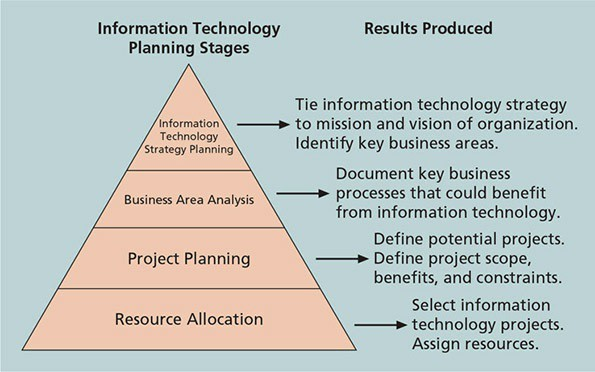 Information Technology
Planning Stages
Results Produced
Information
Technology
Strategy Planning
Tie information technology strategy
to mission and vision of organization.
Identify key business areas.
Business Area Analysis
Document key business
processes that could benefit
from information technology.
Project Planning
Define potential projects.
Define project scope,
benefits, and constraints.
Resource Allocation
Select information
technology projects.
Assign resources.